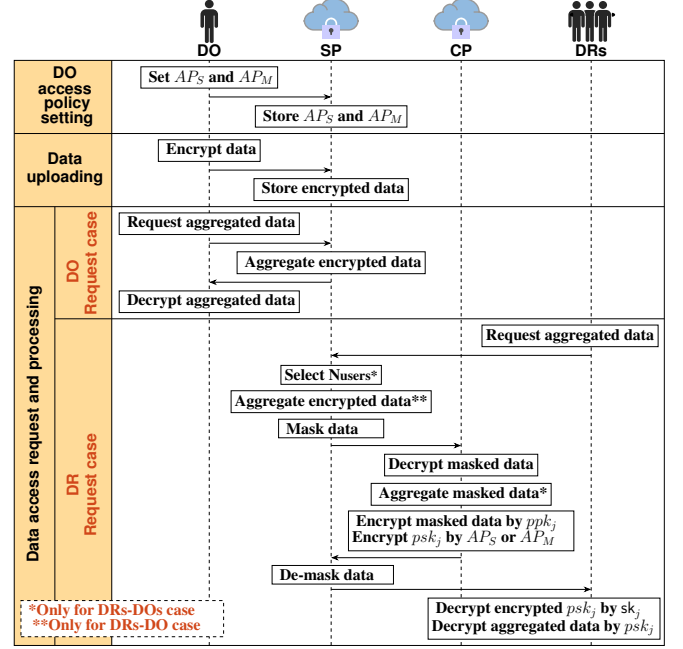 DO SP CP DRs
DO
access
policy
setting
Set AP_S and AP_M
Store AP_S and AP_M
Data
uploading
Encrypt data
Store encrypted data
Data access request and processing
DO
Request case
Request aggregated data
Aggregate encrypted data
Decrypt aggregated data
DR
Request case
Request aggregated data
Select Nusers*
Aggregate encrypted data**
Mask data
Decrypt masked data
Aggregate masked data*
Encrypt masked data by ppk_j
Encrypt psk_j by AP_S or AP_M
De-mask data
Decrypt encrypted psk_j by sk_j
Decrypt aggregated data by psk_j
*Only for DRs-DOs case
**Only for DRs-DO case